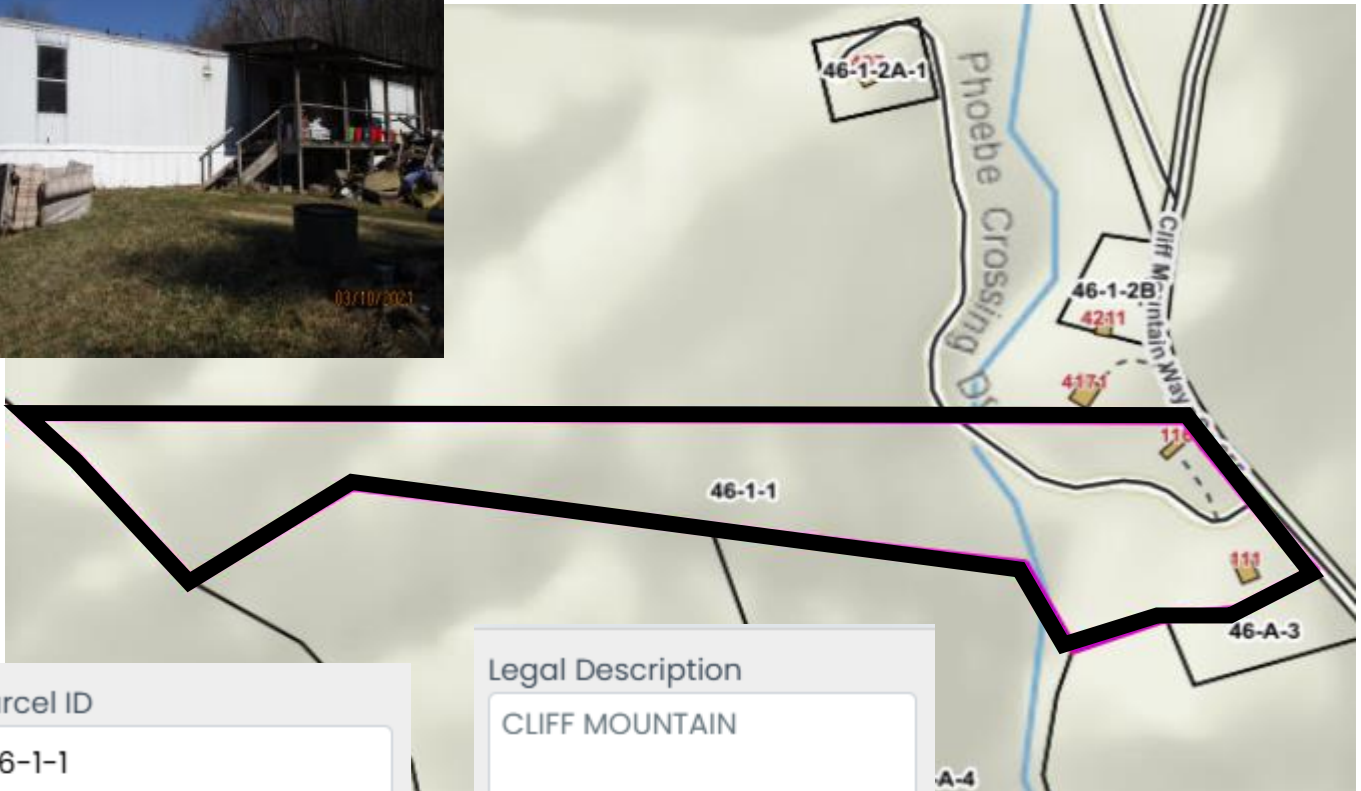 03/10/2021
46-1-2A-1
Phoebe Crossing
Cliff Mountain Way
46-1-2B
4211
4171
116
46-1-1
111
46-A-3
rcel ID
6-1-1
Legal Description
CLIFF MOUNTAIN
-A-4